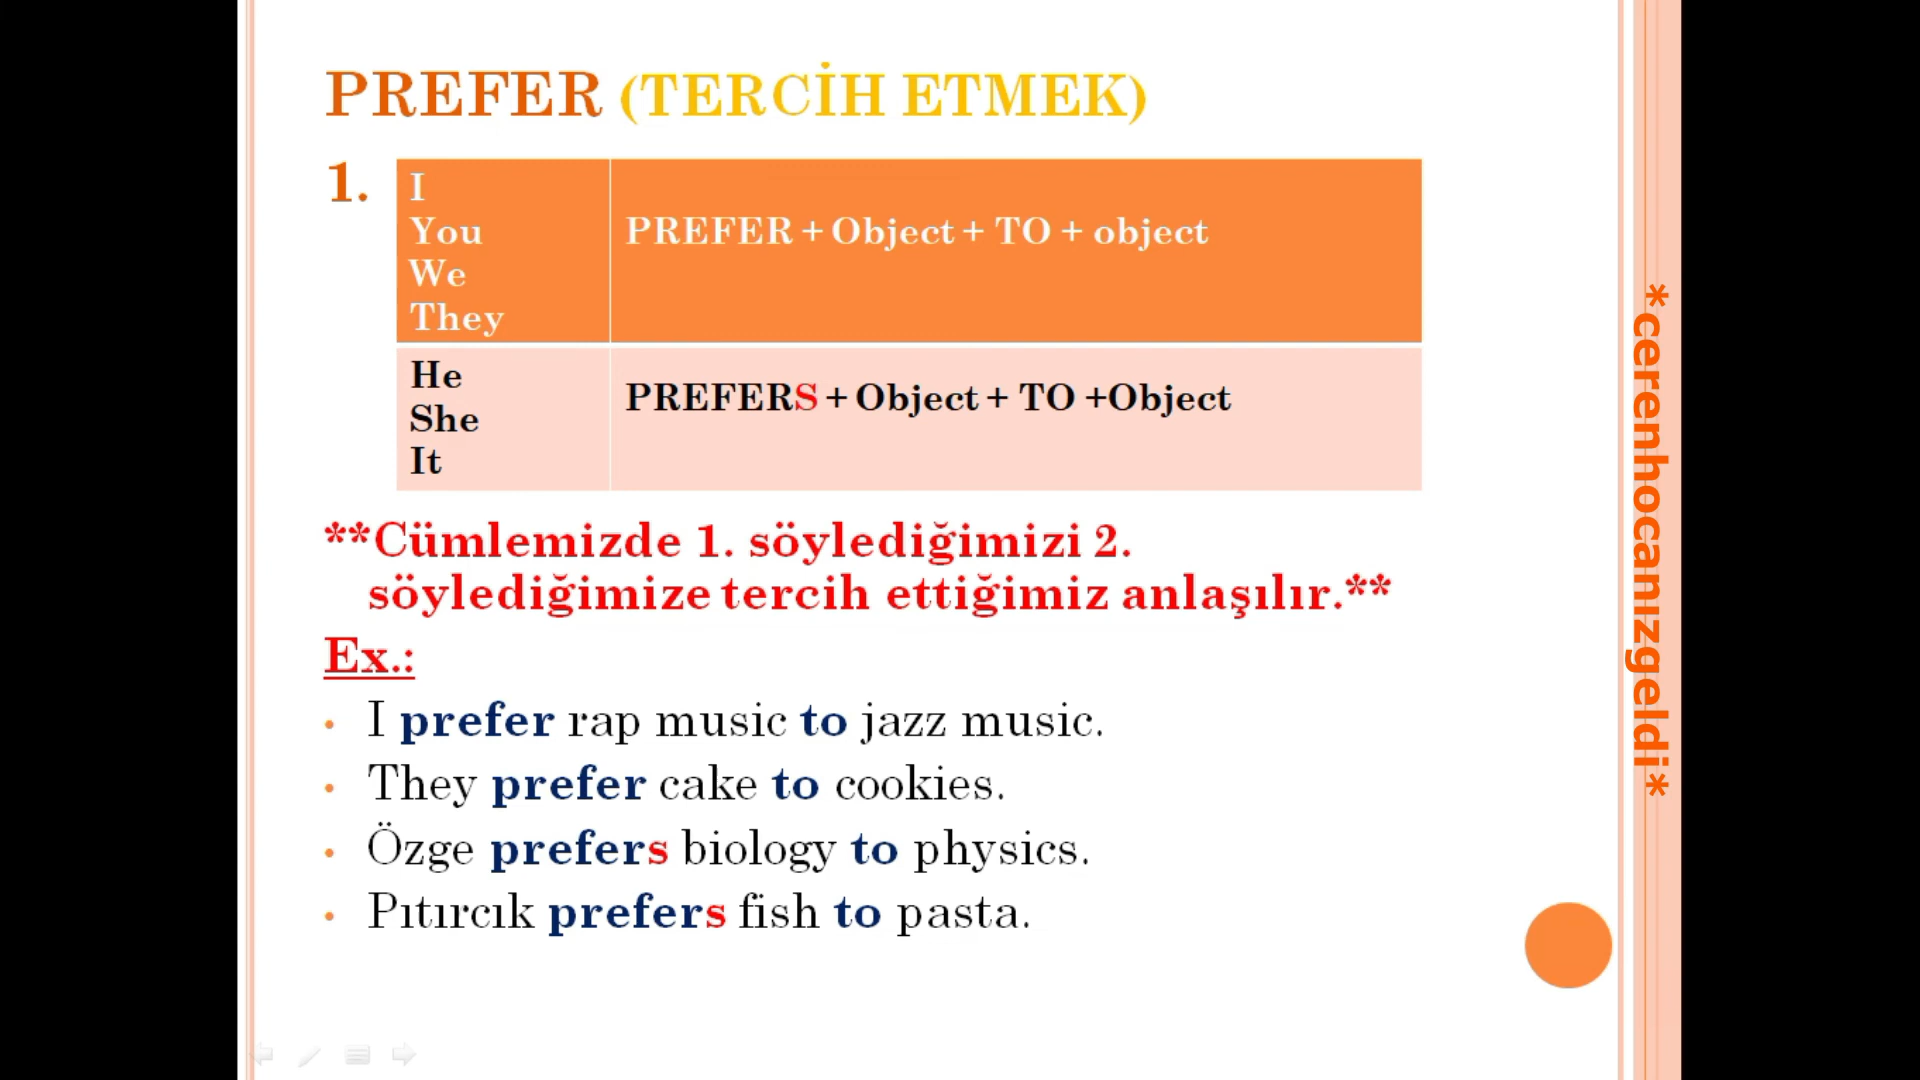 PREFER (TERCİH ETMEK)
1.
I
You
We
They
PREFER + Object + TO + object
He
She
It
PREFERS + Object + TO +Object
**Cümlemizde 1. söylediğimizi 2.
söylediğimize tercih ettiğimiz anlaşılır.**
Ex.:
• I prefer rap music to jazz music.
• They prefer cake to cookies.
• Özge prefers biology to physics.
• Pıtırcık prefers fish to pasta.
*cerenhocanızgeldi*